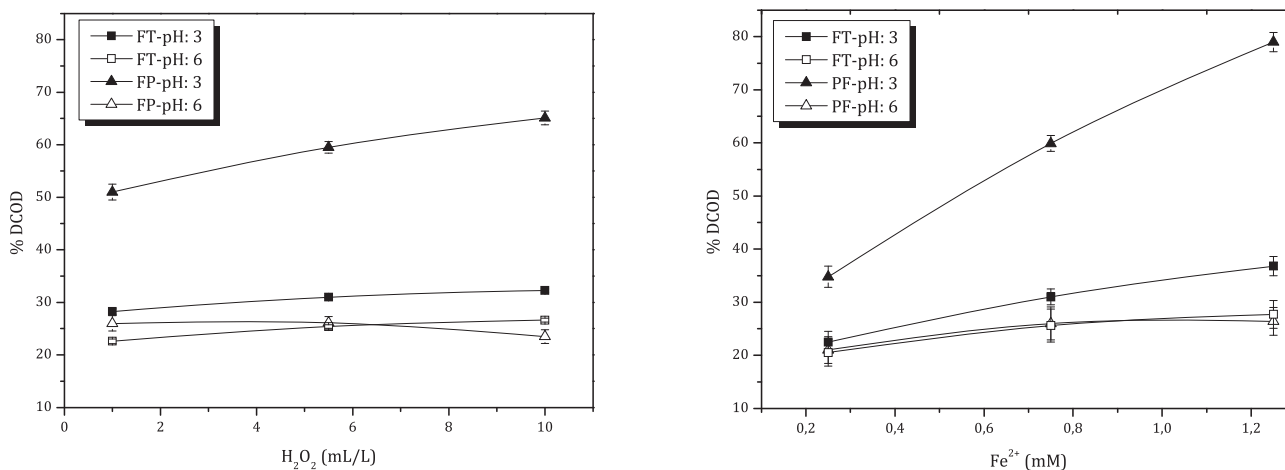 FT-pH: 3
FT-pH: 6
FP-pH: 3
FP-pH: 6
80
70
60
50
40
30
20
10
% DCOD
0
2
4
6
8
10
H₂O₂ (mL/L)
FT-pH: 3
FT-pH: 6
PF-pH: 3
PF-pH: 6
80
70
60
50
40
30
20
10
% DCOD
0,2
0,4
0,6
0,8
1,0
1,2
Fe²⁺ (mM)